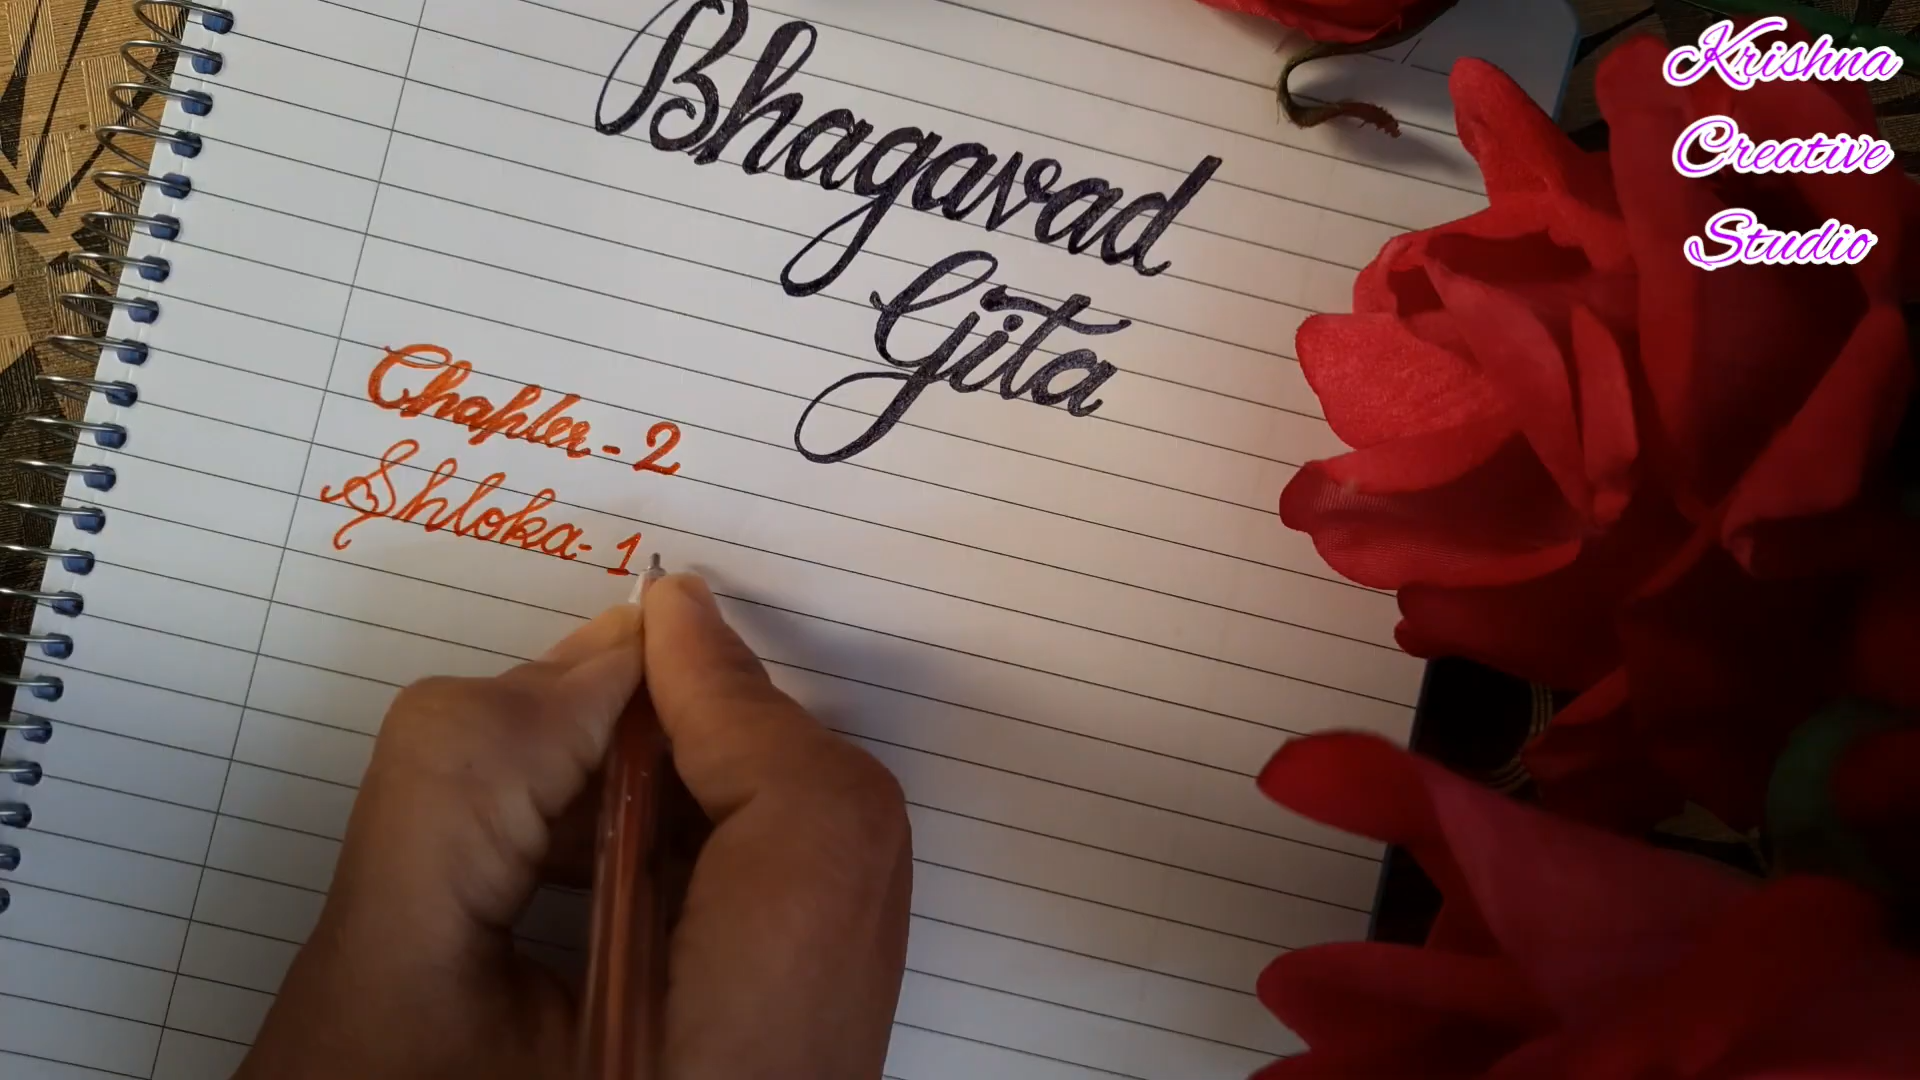 Bhagavad
Gita
Chapter - 2
Shloka - 1
Krishna
Creative
Studio